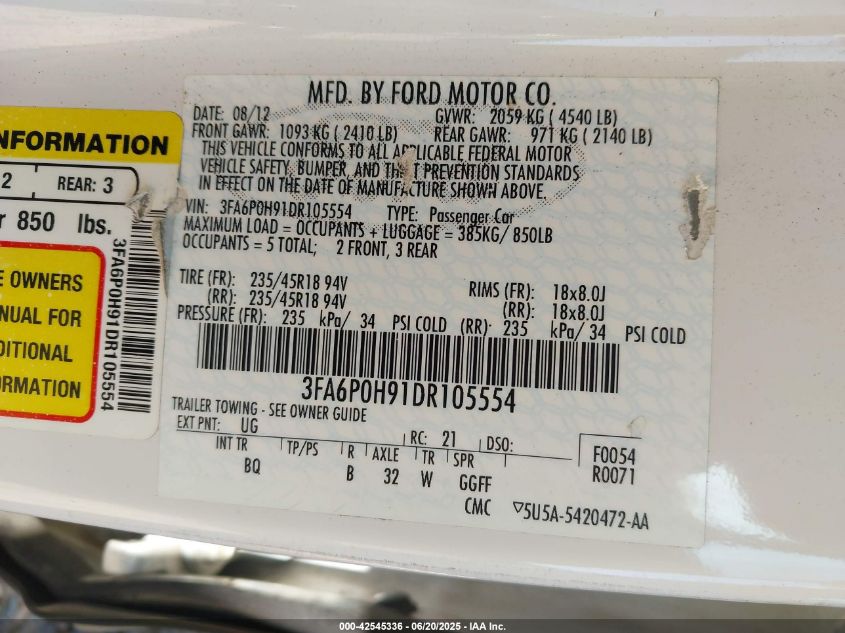 MFD. BY FORD MOTOR CO.
DATE: 08/12 GVWR: 2059 KG ( 4540 LB)
FRONT GAWR: 1093 KG ( 2410 LB) REAR GAWR: 971 KG ( 2140 LB)
THIS VEHICLE CONFORMS TO ALL APPLICABLE FEDERAL MOTOR
VEHICLE SAFETY, BUMPER, AND THEFT PREVENTION STANDARDS
IN EFFECT ON THE DATE OF MANUFACTURE SHOWN ABOVE.
VIN: 3FA6P0H91DR105554 TYPE: Passenger Car
MAXIMUM LOAD = OCCUPANTS + LUGGAGE = 385KG/ 850LB
OCCUPANTS = 5 TOTAL; 2 FRONT, 3 REAR
TIRE (FR): 235/45R18 94V RIMS (FR): 18x8.0J
(RR): 235/45R18 94V (RR): 18x8.0J
PRESSURE (FR): 235 kPa/ 34 PSI COLD (RR): 235 kPa/ 34 PSI COLD
3FA6P0H91DR105554
TRAILER TOWING - SEE OWNER GUIDE
EXT PNT: UG RC: 21 DSO: F0054
INT TR TP/PS R AXLE TR SPR R0071
BQ B 32 W GGFF
CMC ▽5U5A-5420472-AA
INFORMATION
2 REAR: 3
r 850 lbs.
E OWNERS
NUAL FOR
DITIONAL
RMATION
3FA6P0H91DR105554
000-42545336 - 06/20/2025 - IAA Inc.